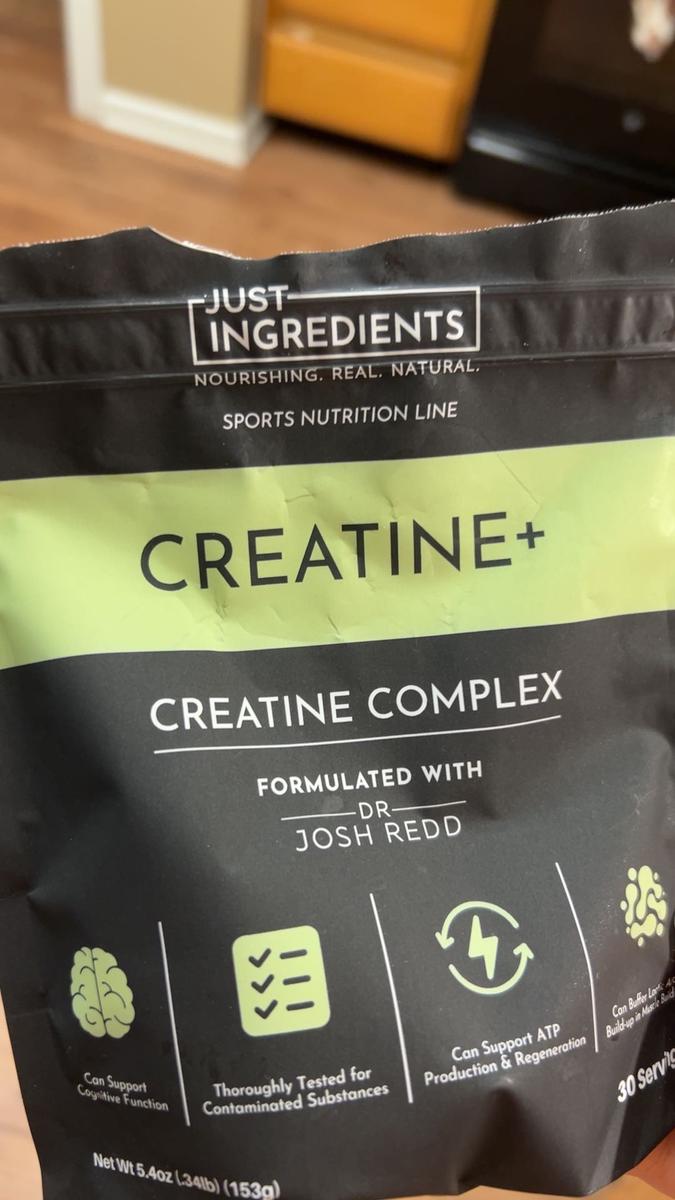 JUST
INGREDIENTS
NOURISHING. REAL. NATURAL.
SPORTS NUTRITION LINE
CREATINE+
CREATINE COMPLEX
FORMULATED WITH
DR
JOSH REDD
Can Support
Cognitive Function
Thoroughly Tested for
Contaminated Substances
Can Support ATP
Production & Regeneration
Can Buffer
Build-up in
30
Net Wt 5.4oz (.34lb) (153g)